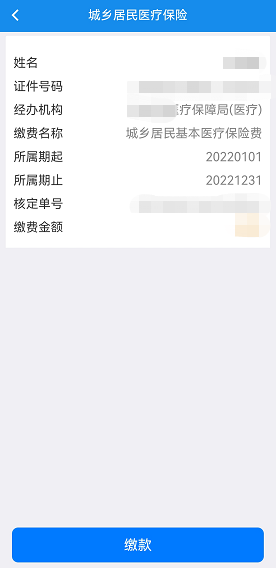 城乡居民医疗保险
姓名
证件号码
经办机构 医疗保障局(医疗)
缴费名称 城乡居民基本医疗保险费
所属期起 20220101
所属期止 20221231
核定单号
缴费金额
缴款